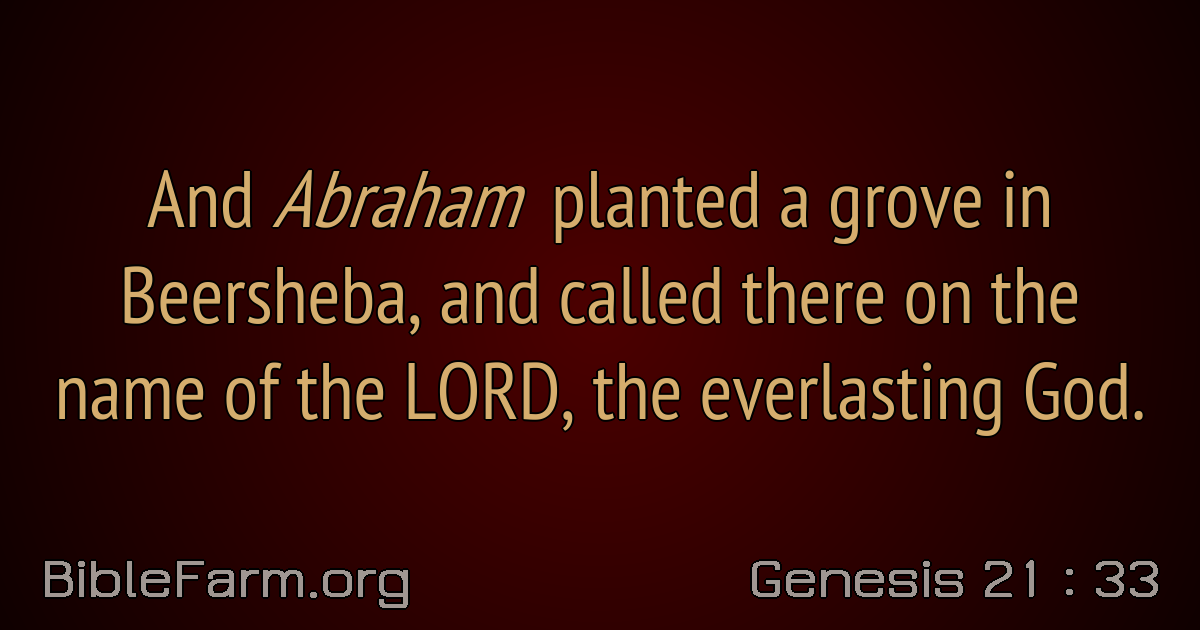 And Abraham planted a grove in
Beersheba, and called there on the
name of the LORD, the everlasting God.
BibleFarm.org
Genesis 21 : 33